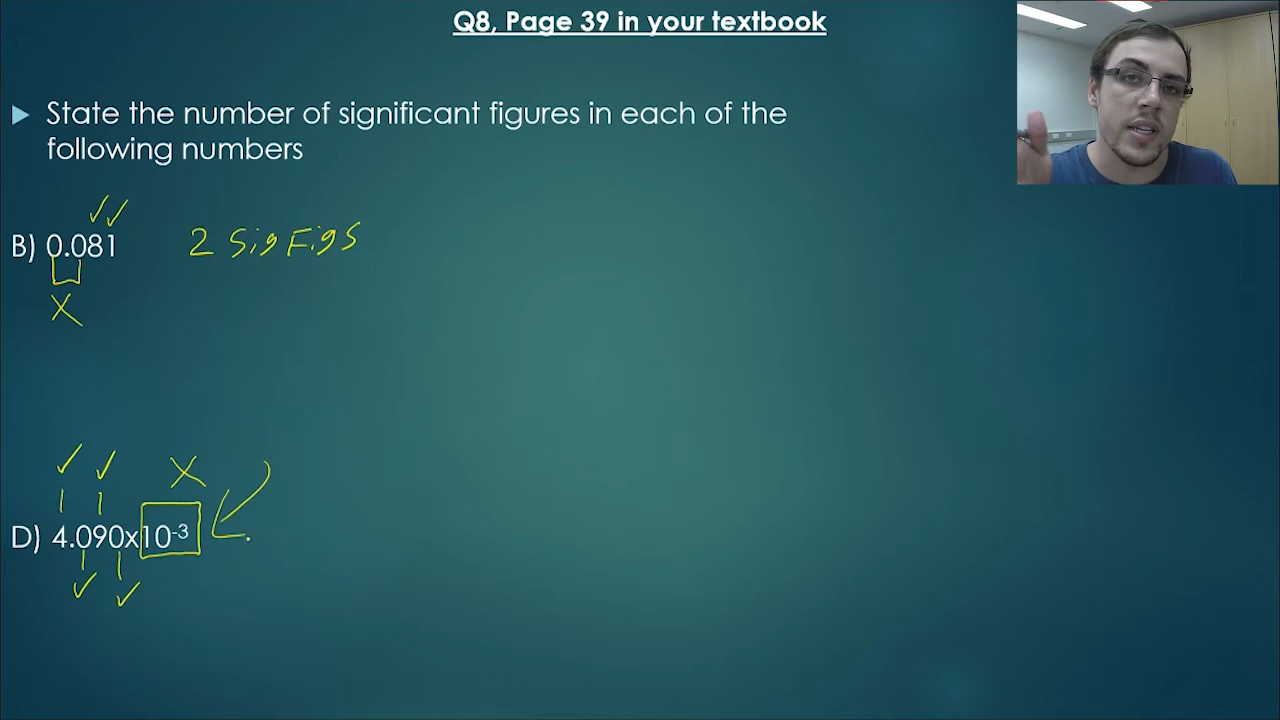 Q8, Page 39 in your textbook
State the number of significant figures in each of the
following numbers
B) 0.081 2 Sig Figs
X
X
D) 4.090x10⁻³